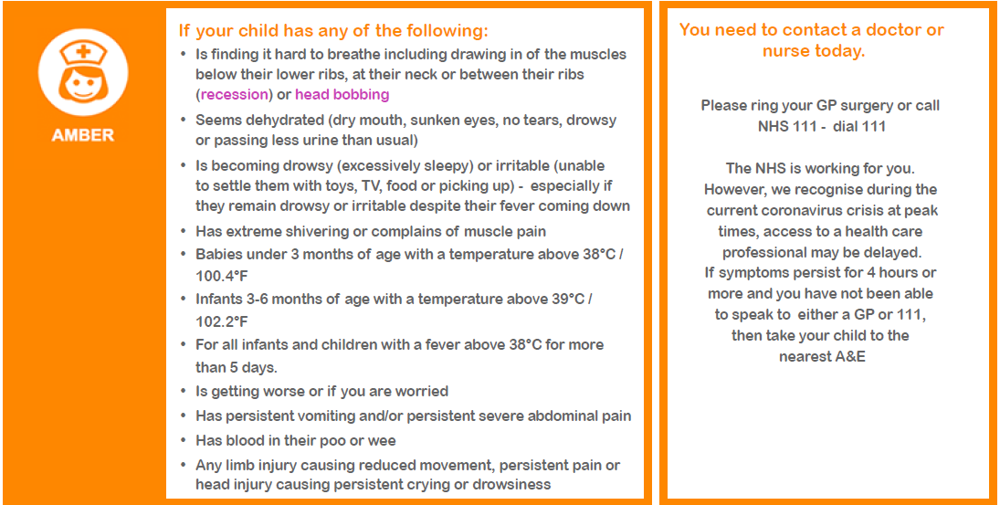 AMBER
If your child has any of the following:
• Is finding it hard to breathe including drawing in of the muscles
below their lower ribs, at their neck or between their ribs
(recession) or head bobbing
• Seems dehydrated (dry mouth, sunken eyes, no tears, drowsy
or passing less urine than usual)
• Is becoming drowsy (excessively sleepy) or irritable (unable
to settle them with toys, TV, food or picking up) - especially if
they remain drowsy or irritable despite their fever coming down
• Has extreme shivering or complains of muscle pain
• Babies under 3 months of age with a temperature above 38°C /
100.4°F
• Infants 3-6 months of age with a temperature above 39°C /
102.2°F
• For all infants and children with a fever above 38°C for more
than 5 days.
• Is getting worse or if you are worried
• Has persistent vomiting and/or persistent severe abdominal pain
• Has blood in their poo or wee
• Any limb injury causing reduced movement, persistent pain or
head injury causing persistent crying or drowsiness
You need to contact a doctor or
nurse today.
Please ring your GP surgery or call
NHS 111 - dial 111
The NHS is working for you.
However, we recognise during the
current coronavirus crisis at peak
times, access to a health care
professional may be delayed.
If symptoms persist for 4 hours or
more and you have not been able
to speak to either a GP or 111,
then take your child to the
nearest A&E